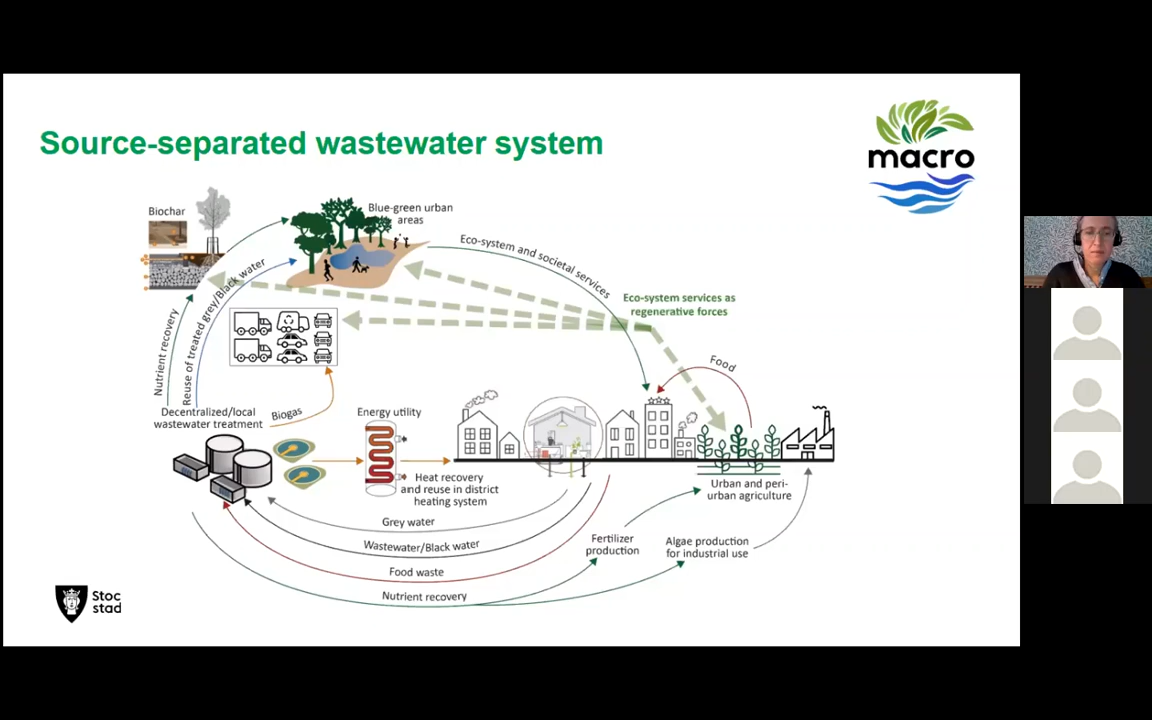 Source-separated wastewater system
macro
Biochar
Blue-green urban
areas
Eco-system and societal services
Reuse of treated grey/Black water
Nutrient recovery
Eco-system services as
regenerative forces
Food
Decentralized/local
wastewater treatment
Biogas
Energy utility
Heat recovery
and reuse in district
heating system
Urban and peri-
urban agriculture
Grey water
Wastewater/Black water
Food waste
Nutrient recovery
Fertilizer
production
Algae production
for industrial use
Stoc
stad